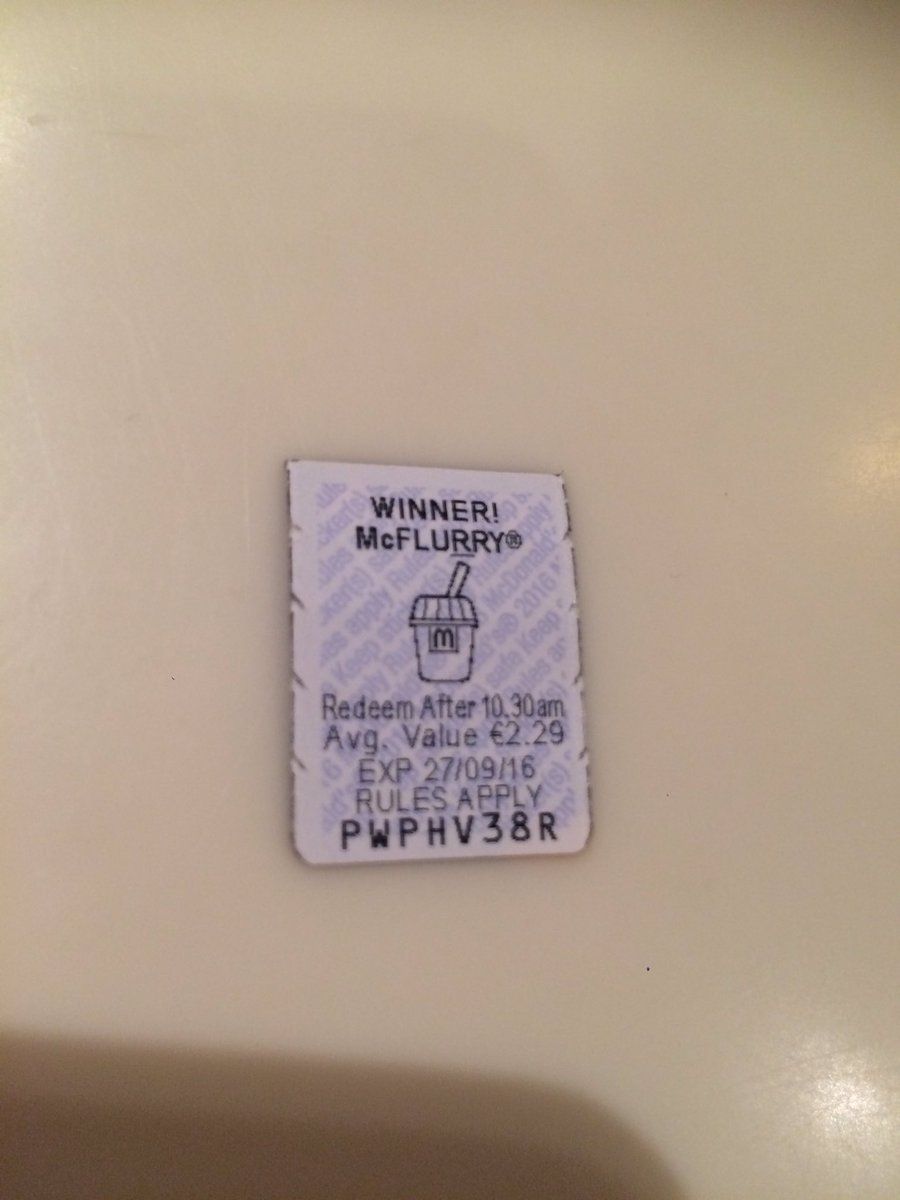 WINNER!
McFLURRY®
m
Redeem After 10.30am
Avg. Value €2.29
EXP 27/09/16
RULES APPLY
PWPHV38R